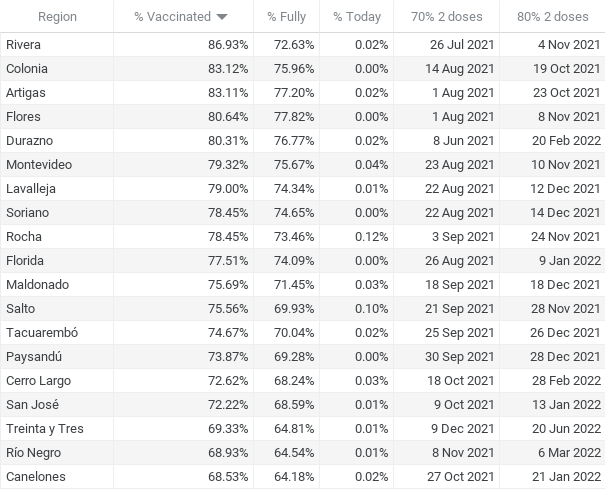 Region % Vaccinated % Fully % Today 70% 2 doses 80% 2 doses
Rivera 86.93% 72.63% 0.02% 26 Jul 2021 4 Nov 2021
Colonia 83.12% 75.96% 0.00% 14 Aug 2021 19 Oct 2021
Artigas 83.11% 77.20% 0.02% 1 Aug 2021 23 Oct 2021
Flores 80.64% 77.82% 0.00% 1 Aug 2021 8 Nov 2021
Durazno 80.31% 76.77% 0.02% 8 Jun 2021 20 Feb 2022
Montevideo 79.32% 75.67% 0.04% 23 Aug 2021 10 Nov 2021
Lavalleja 79.00% 74.34% 0.01% 22 Aug 2021 12 Dec 2021
Soriano 78.45% 74.65% 0.00% 22 Aug 2021 14 Dec 2021
Rocha 78.45% 73.46% 0.12% 3 Sep 2021 24 Nov 2021
Florida 77.51% 74.09% 0.00% 26 Aug 2021 9 Jan 2022
Maldonado 75.69% 71.45% 0.03% 18 Sep 2021 18 Dec 2021
Salto 75.56% 69.93% 0.10% 21 Sep 2021 28 Nov 2021
Tacuarembó 74.67% 70.04% 0.02% 25 Sep 2021 26 Dec 2021
Paysandú 73.87% 69.28% 0.00% 30 Sep 2021 28 Dec 2021
Cerro Largo 72.62% 68.24% 0.03% 18 Oct 2021 28 Feb 2022
San José 72.22% 68.59% 0.01% 9 Oct 2021 13 Jan 2022
Treinta y Tres 69.33% 64.81% 0.01% 9 Dec 2021 20 Jun 2022
Río Negro 68.93% 64.54% 0.01% 8 Nov 2021 6 Mar 2022
Canelones 68.53% 64.18% 0.02% 27 Oct 2021 21 Jan 2022